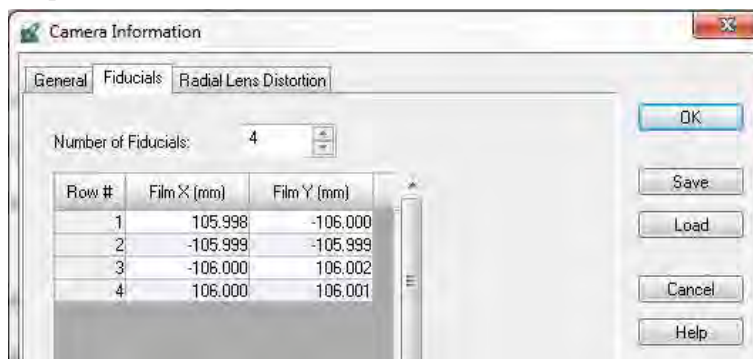 Camera Information
General Fiducials Radial Lens Distortion
OK
Number of Fiducials: 4
Save
Row # Film X (mm) Film Y (mm)
1 105.998 -106.000
Load
2 -105.999 -105.999
3 -106.000 106.002
4 106.000 106.001
Cancel
Help